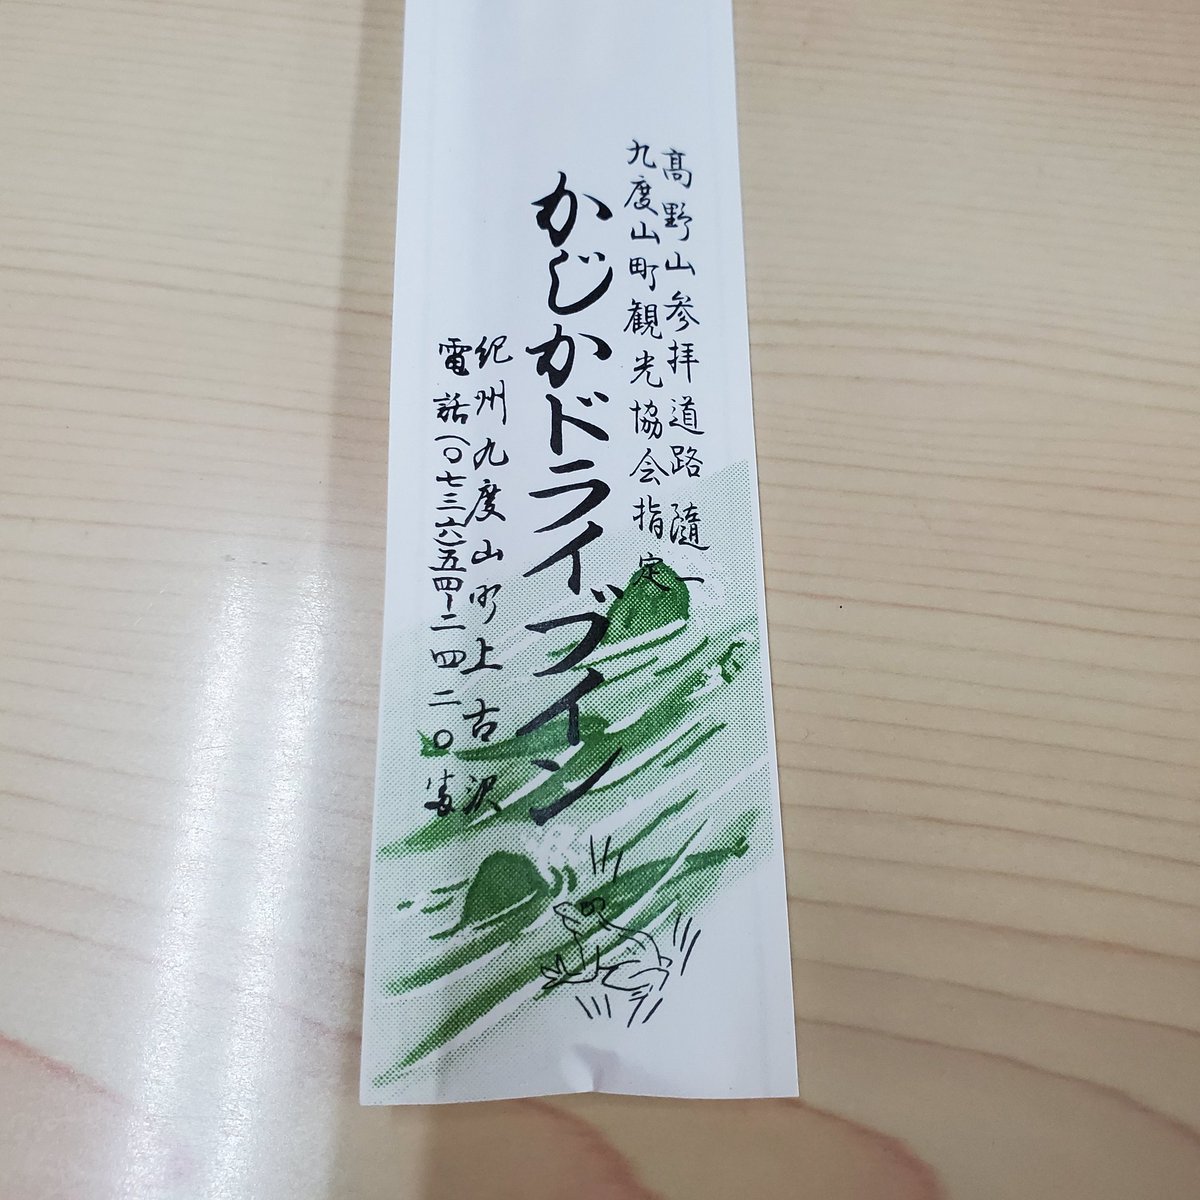 髙野山参拝道路随一
九度山町観光協会指定
かじかドライブイン
紀州九度山町上古沢
電話(〇七三六)五四-二四二〇番